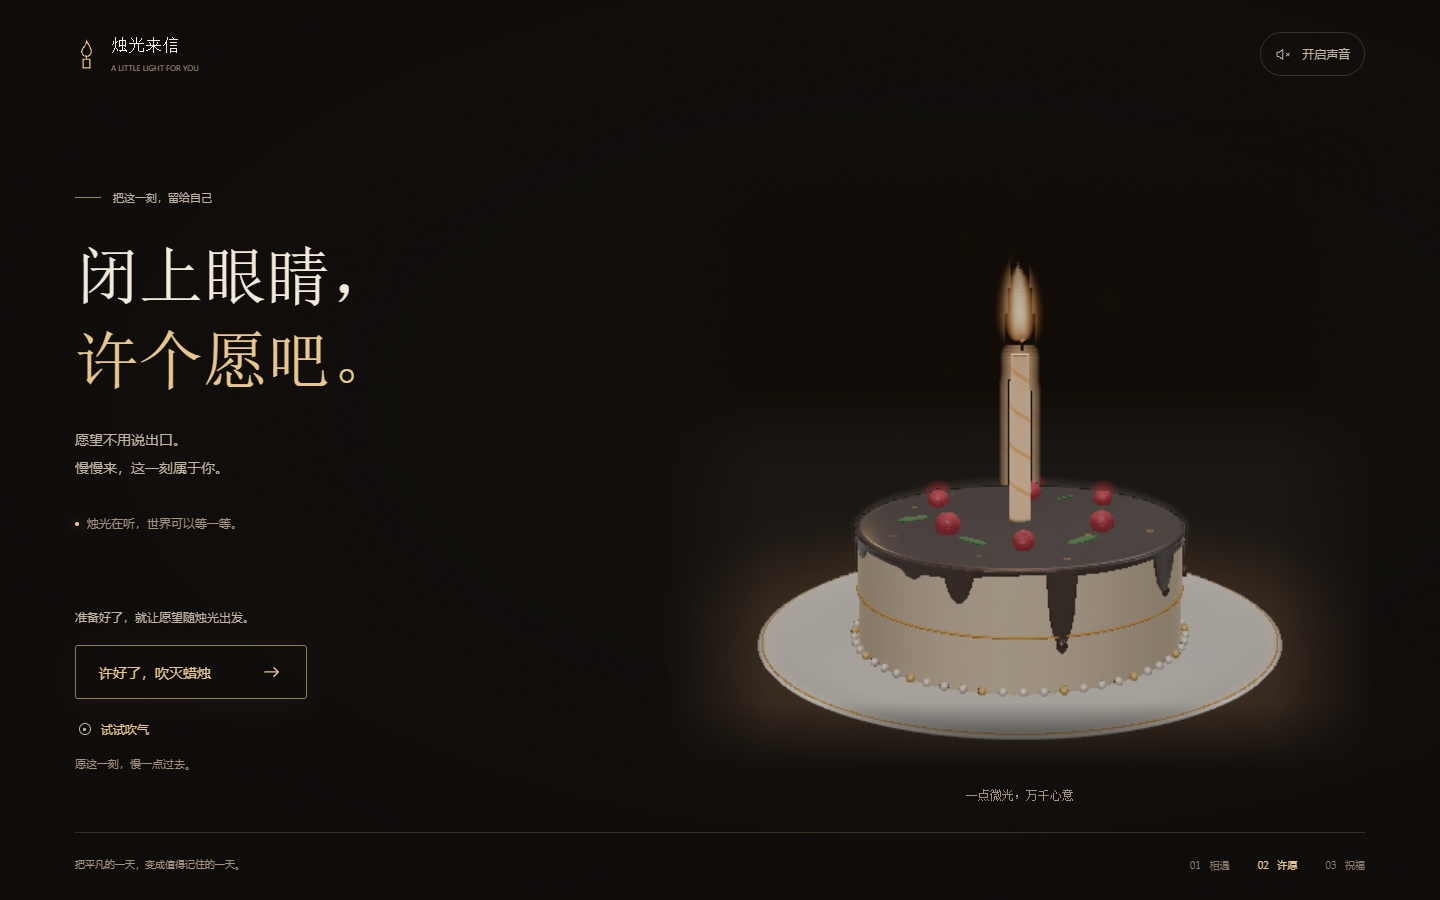 烛光来信
A LITTLE LIGHT FOR YOU
开启声音
把这一刻，留给自己
闭上眼睛，
许个愿吧。
愿望不用说出口。
慢慢来，这一刻属于你。
烛光在听，世界可以等一等。
准备好了，就让愿望随烛光出发。
许好了，吹灭蜡烛
试试吹气
愿这一刻，慢一点过去。
一点微光，万千心意
把平凡的一天，变成值得记住的一天。
01 相遇 02 许愿 03 祝福